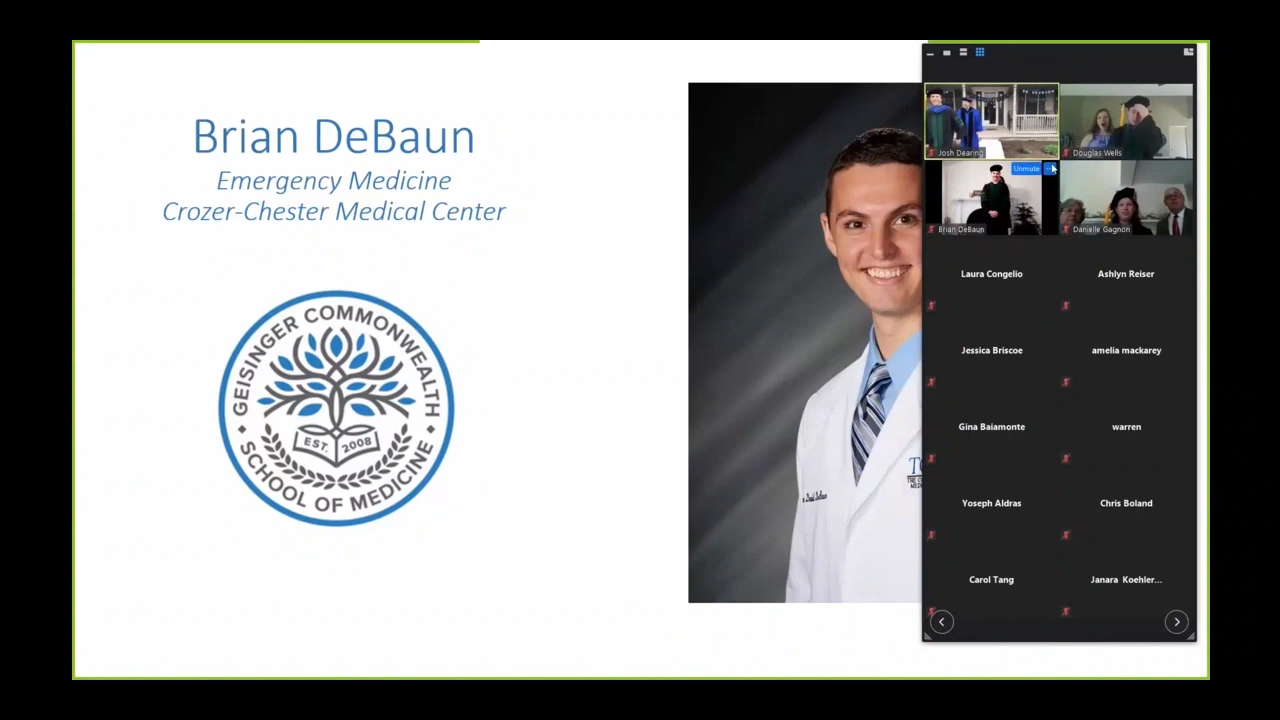 Brian DeBaun
Emergency Medicine
Crozer-Chester Medical Center
GEISINGER COMMONWEALTH
SCHOOL OF MEDICINE
EST. 2008
David DeBaun
Josh Dearing
Douglas Wells
Unmute
Brian DeBaun
Danielle Gagnon
Laura Congelio
Ashlyn Reiser
Jessica Briscoe
amelia mackarey
Gina Baiamonte
warren
Yoseph Aldras
Chris Boland
Carol Tang
Janara Koehler...